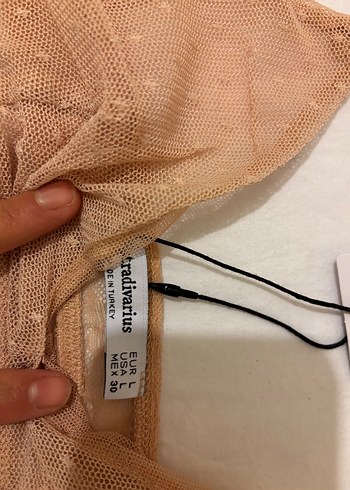 tradivarius
DE IN TURKEY
EUR L
USA L
MEX 30